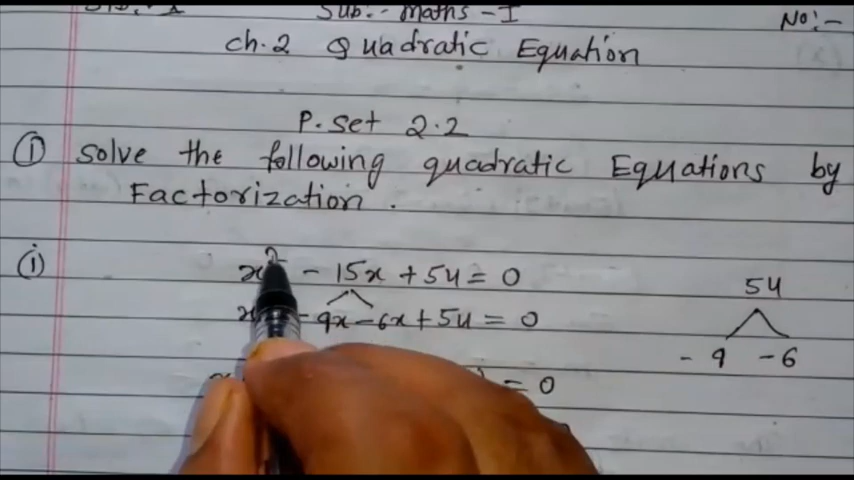 Sub:- Maths - I No:-
Ch.2 Quadratic Equation
P. Set 2.2
① Solve the following quadratic Equations by
Factorization.
(i) x² - 15x + 54 = 0
54
- 9x - 6x + 54 = 0
- 9 - 6
= 0